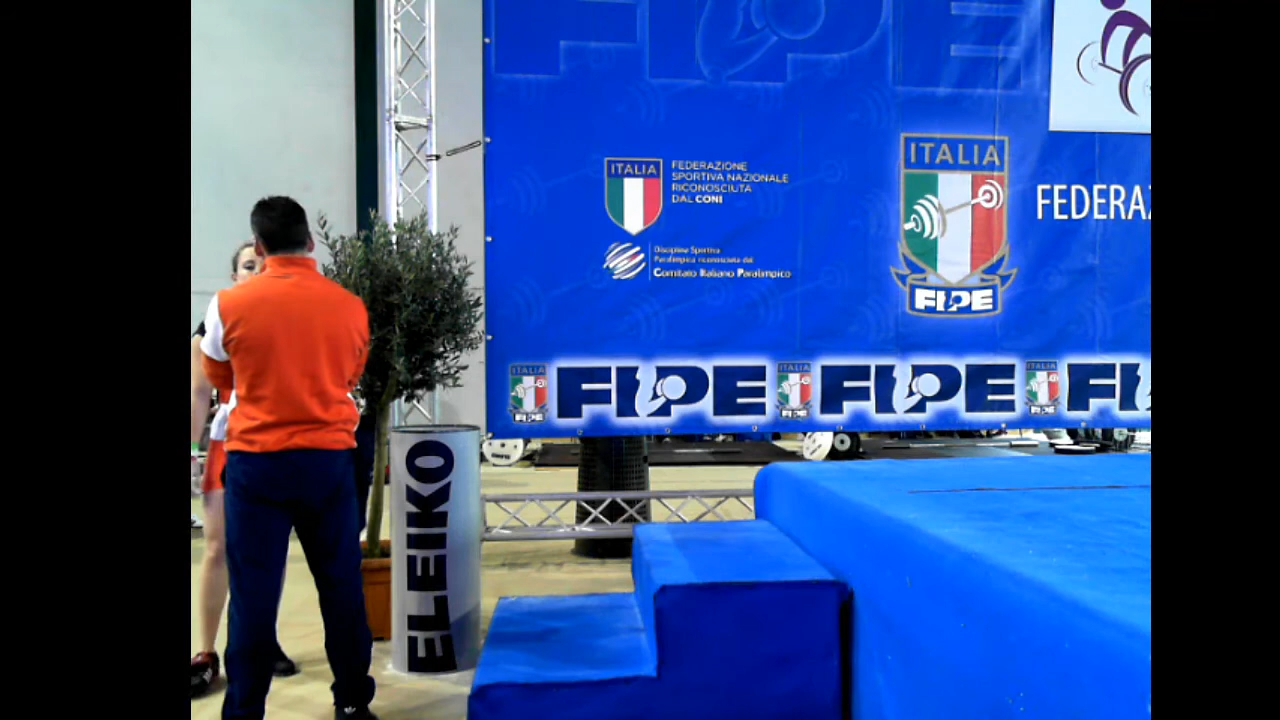 FIPE
ITALIA
FEDERAZIONE
SPORTIVA NAZIONALE
RICONOSCIUTA
DAL CONI
Disciplina Sportiva
Paralimpica riconosciuta dal
Comitato Italiano Paralimpico
ITALIA
FIPE
FEDERAZ
ITALIA
FIPE
FIPE
ITALIA
FIPE
FIPE
ITALIA
FIPE
FI
ELEIKO